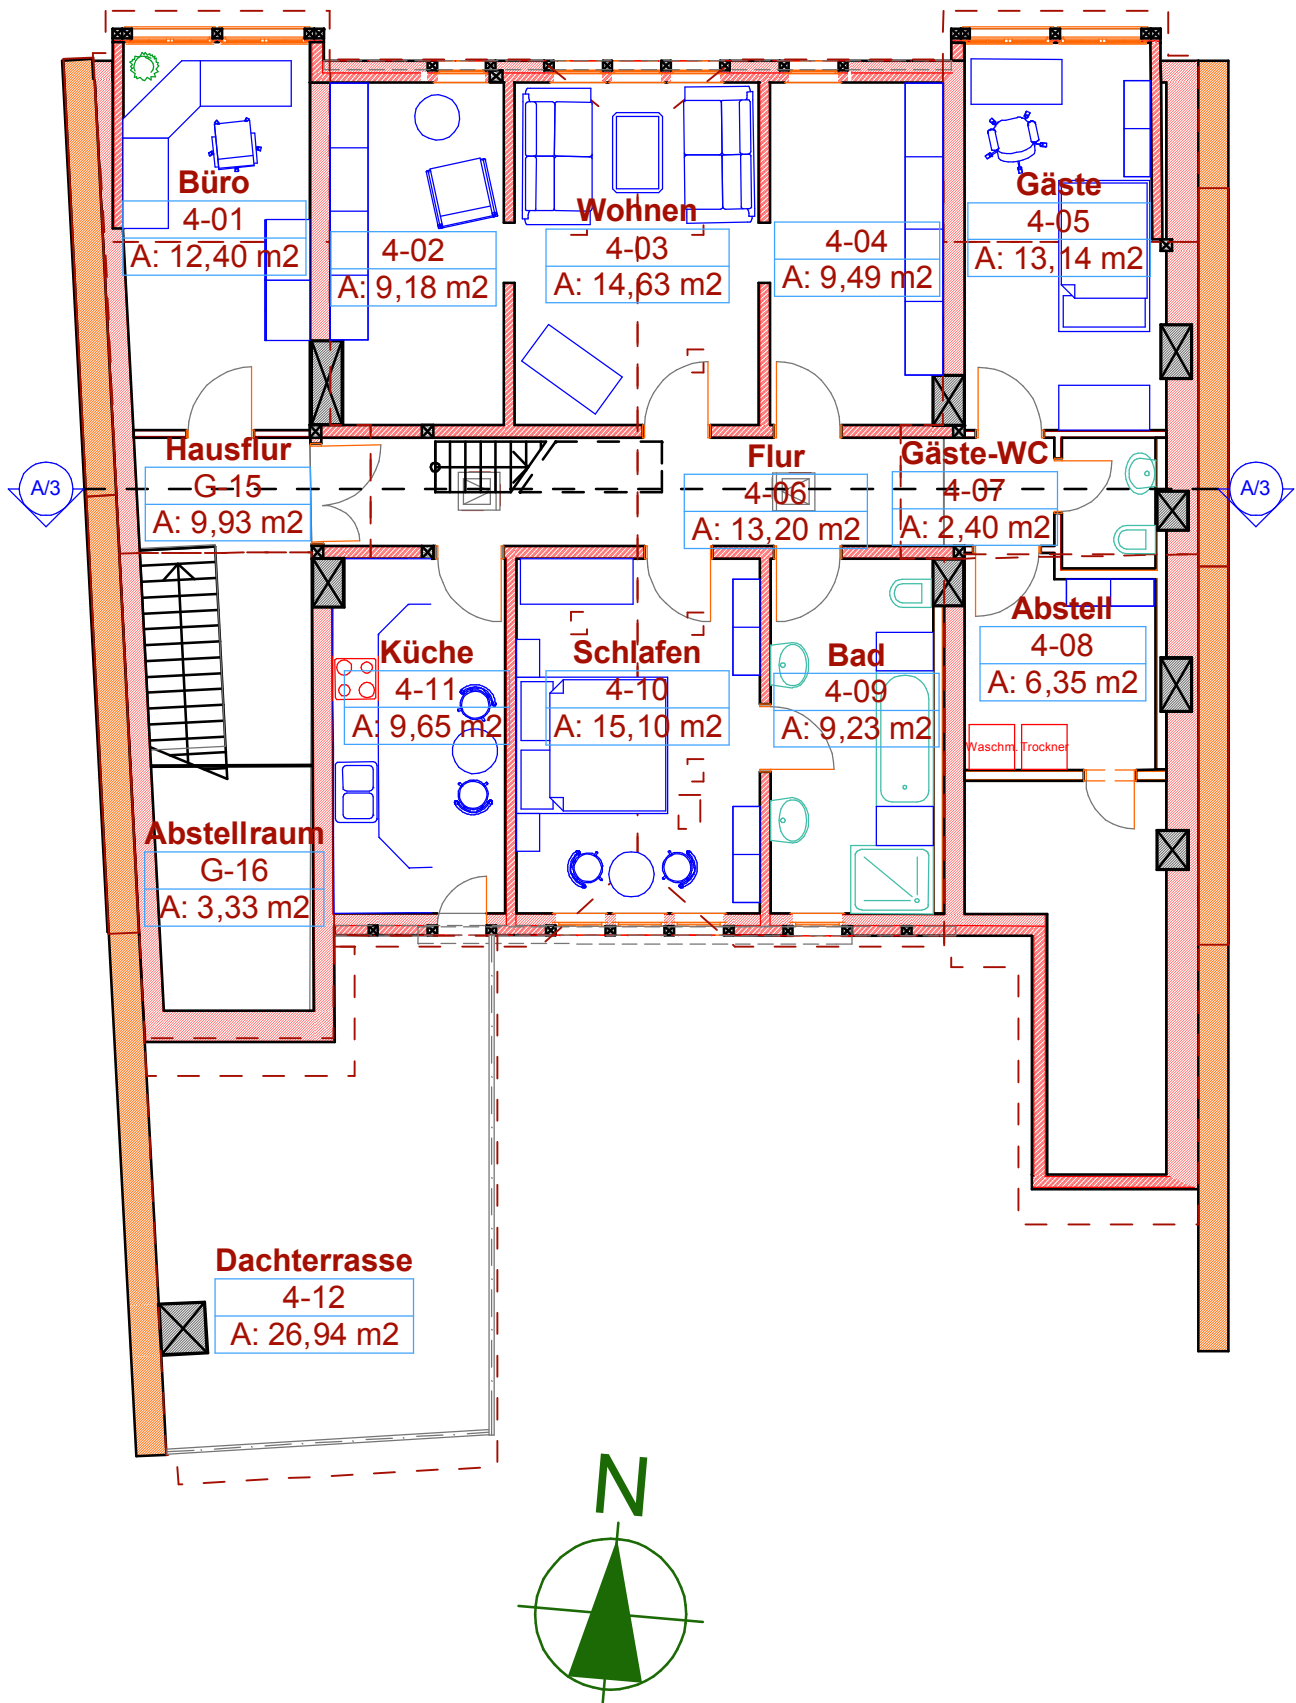 Büro
4-01
A: 12,40 m2
4-02
A: 9,18 m2
Wohnen
4-03
A: 14,63 m2
4-04
A: 9,49 m2
Gäste
4-05
A: 13,14 m2
Hausflur
G-15
A: 9,93 m2
Flur
4-06
A: 13,20 m2
Gäste-WC
4-07
A: 2,40 m2
A/3
A/3
Küche
4-11
A: 9,65 m2
Schlafen
4-10
A: 15,10 m2
Bad
4-09
A: 9,23 m2
Abstell
4-08
A: 6,35 m2
Waschm.
Trockner
Abstellraum
G-16
A: 3,33 m2
Dachterrasse
4-12
A: 26,94 m2
N